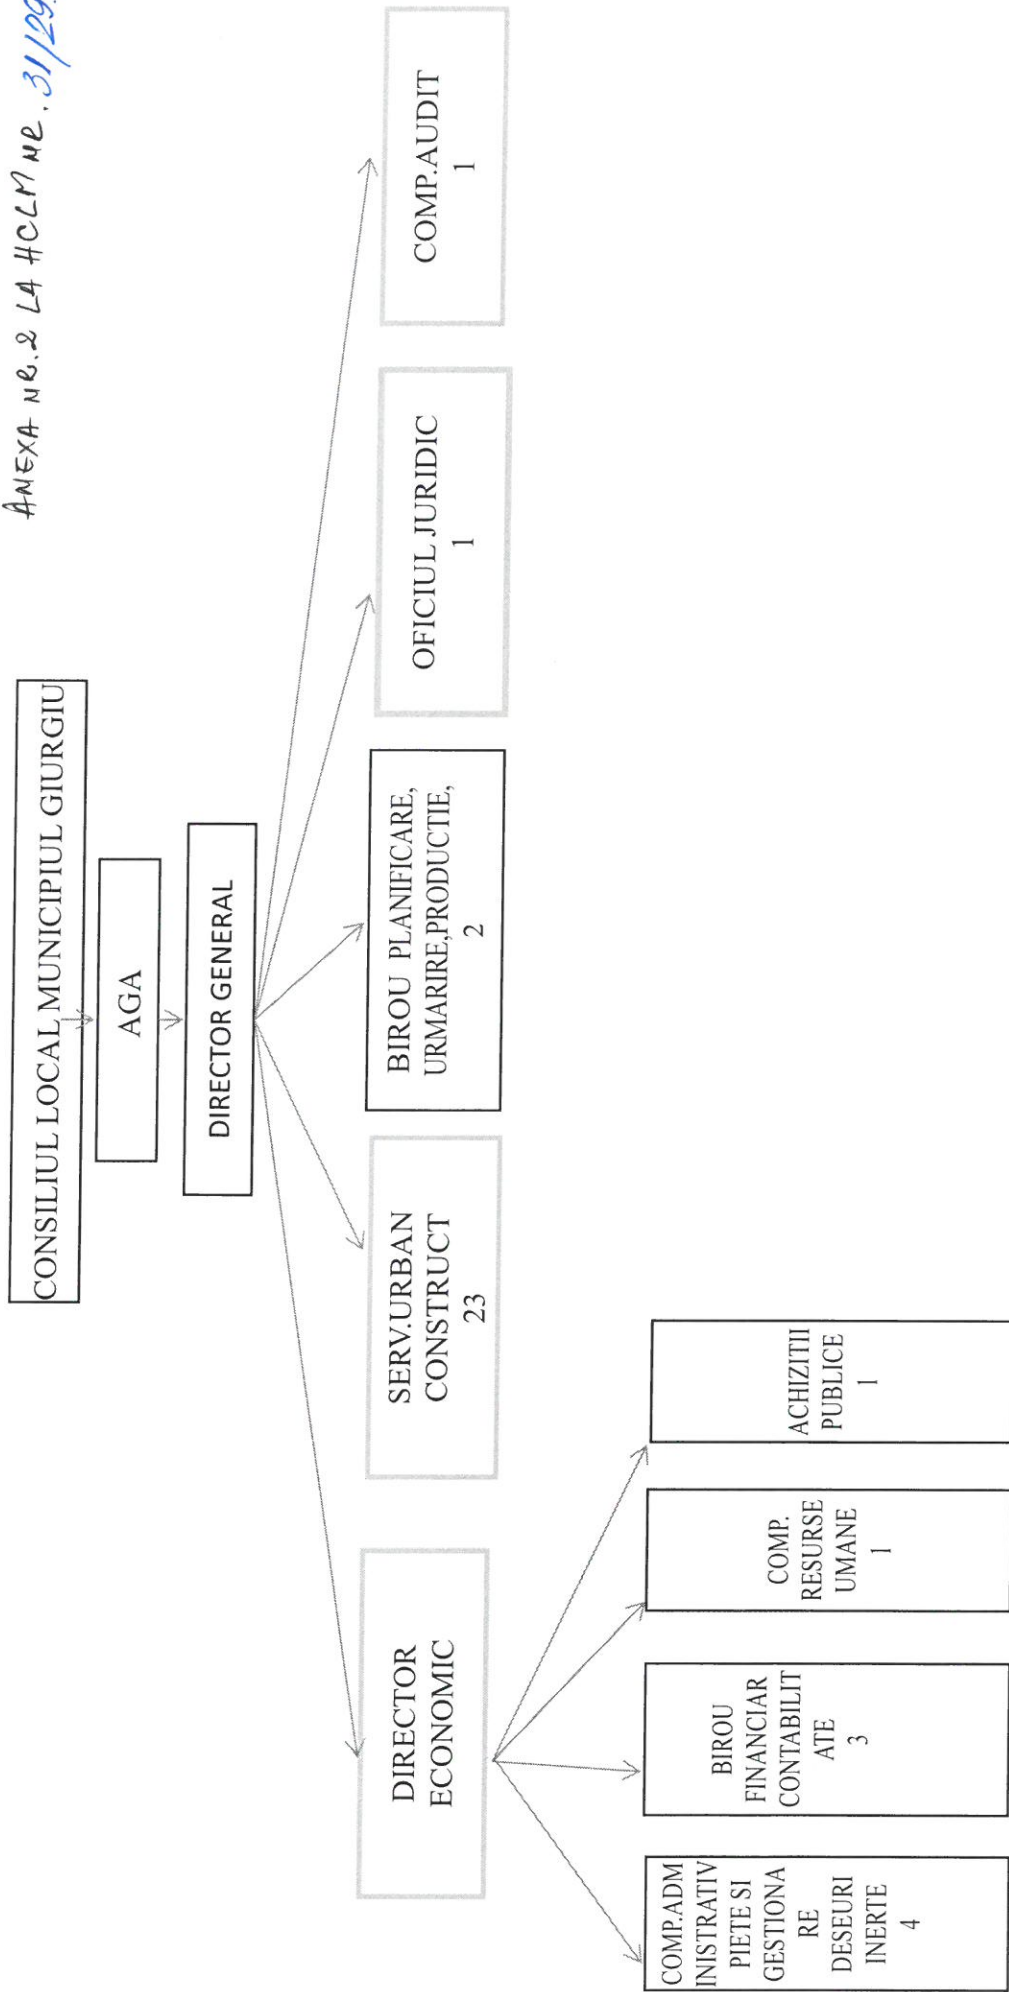 ANEXA NR. 2 LA HCLM NR. 31/29.
CONSILIUL LOCAL MUNICIPIUL GIURGIU
AGA
DIRECTOR GENERAL
DIRECTOR
ECONOMIC
SERV.URBAN
CONSTRUCT
23
BIROU PLANIFICARE,
URMARIRE,PRODUCTIE,
2
OFICIUL JURIDIC
1
COMP.AUDIT
1
COMP.ADM
INISTRATIV
PIETE SI
GESTIONA
RE
DESEURI
INERTE
4
BIROU
FINANCIAR
CONTABILIT
ATE
3
COMP.
RESURSE
UMANE
1
ACHIZITII
PUBLICE
1